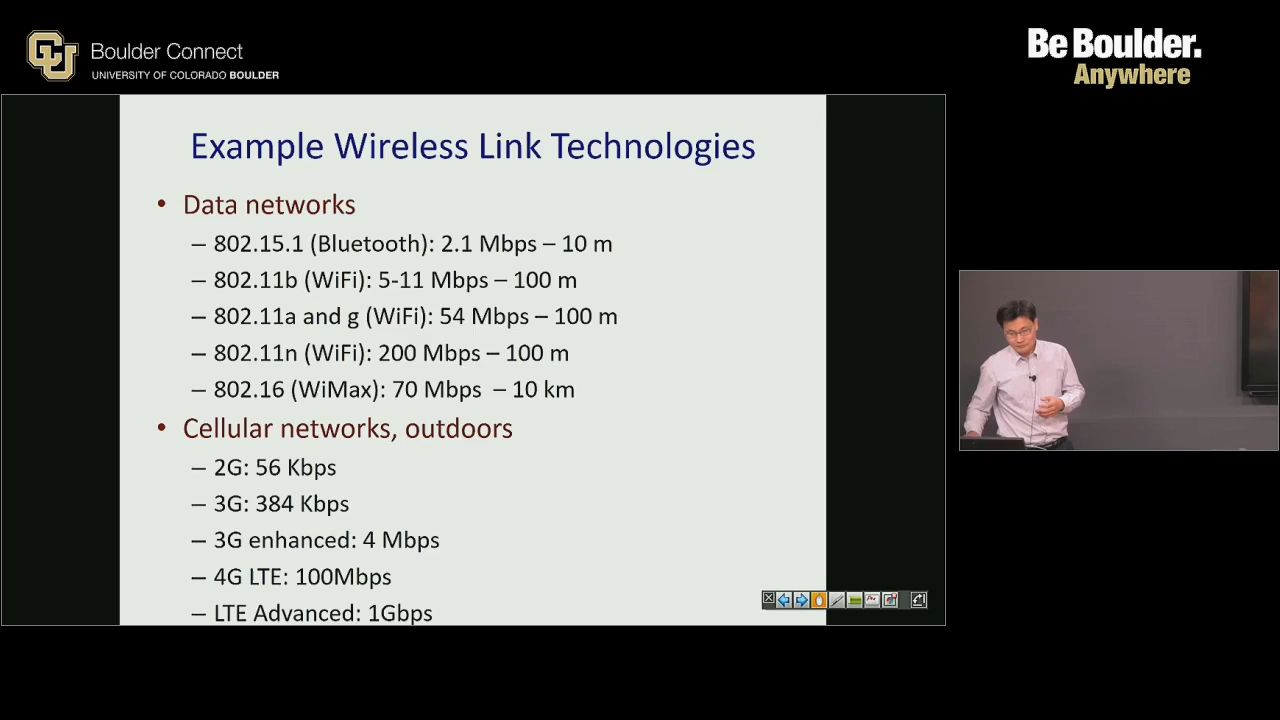 CU
Boulder Connect
UNIVERSITY OF COLORADO BOULDER
Be Boulder.
Anywhere
Example Wireless Link Technologies
• Data networks
– 802.15.1 (Bluetooth): 2.1 Mbps – 10 m
– 802.11b (WiFi): 5-11 Mbps – 100 m
– 802.11a and g (WiFi): 54 Mbps – 100 m
– 802.11n (WiFi): 200 Mbps – 100 m
– 802.16 (WiMax): 70 Mbps – 10 km
• Cellular networks, outdoors
– 2G: 56 Kbps
– 3G: 384 Kbps
– 3G enhanced: 4 Mbps
– 4G LTE: 100Mbps
– LTE Advanced: 1Gbps